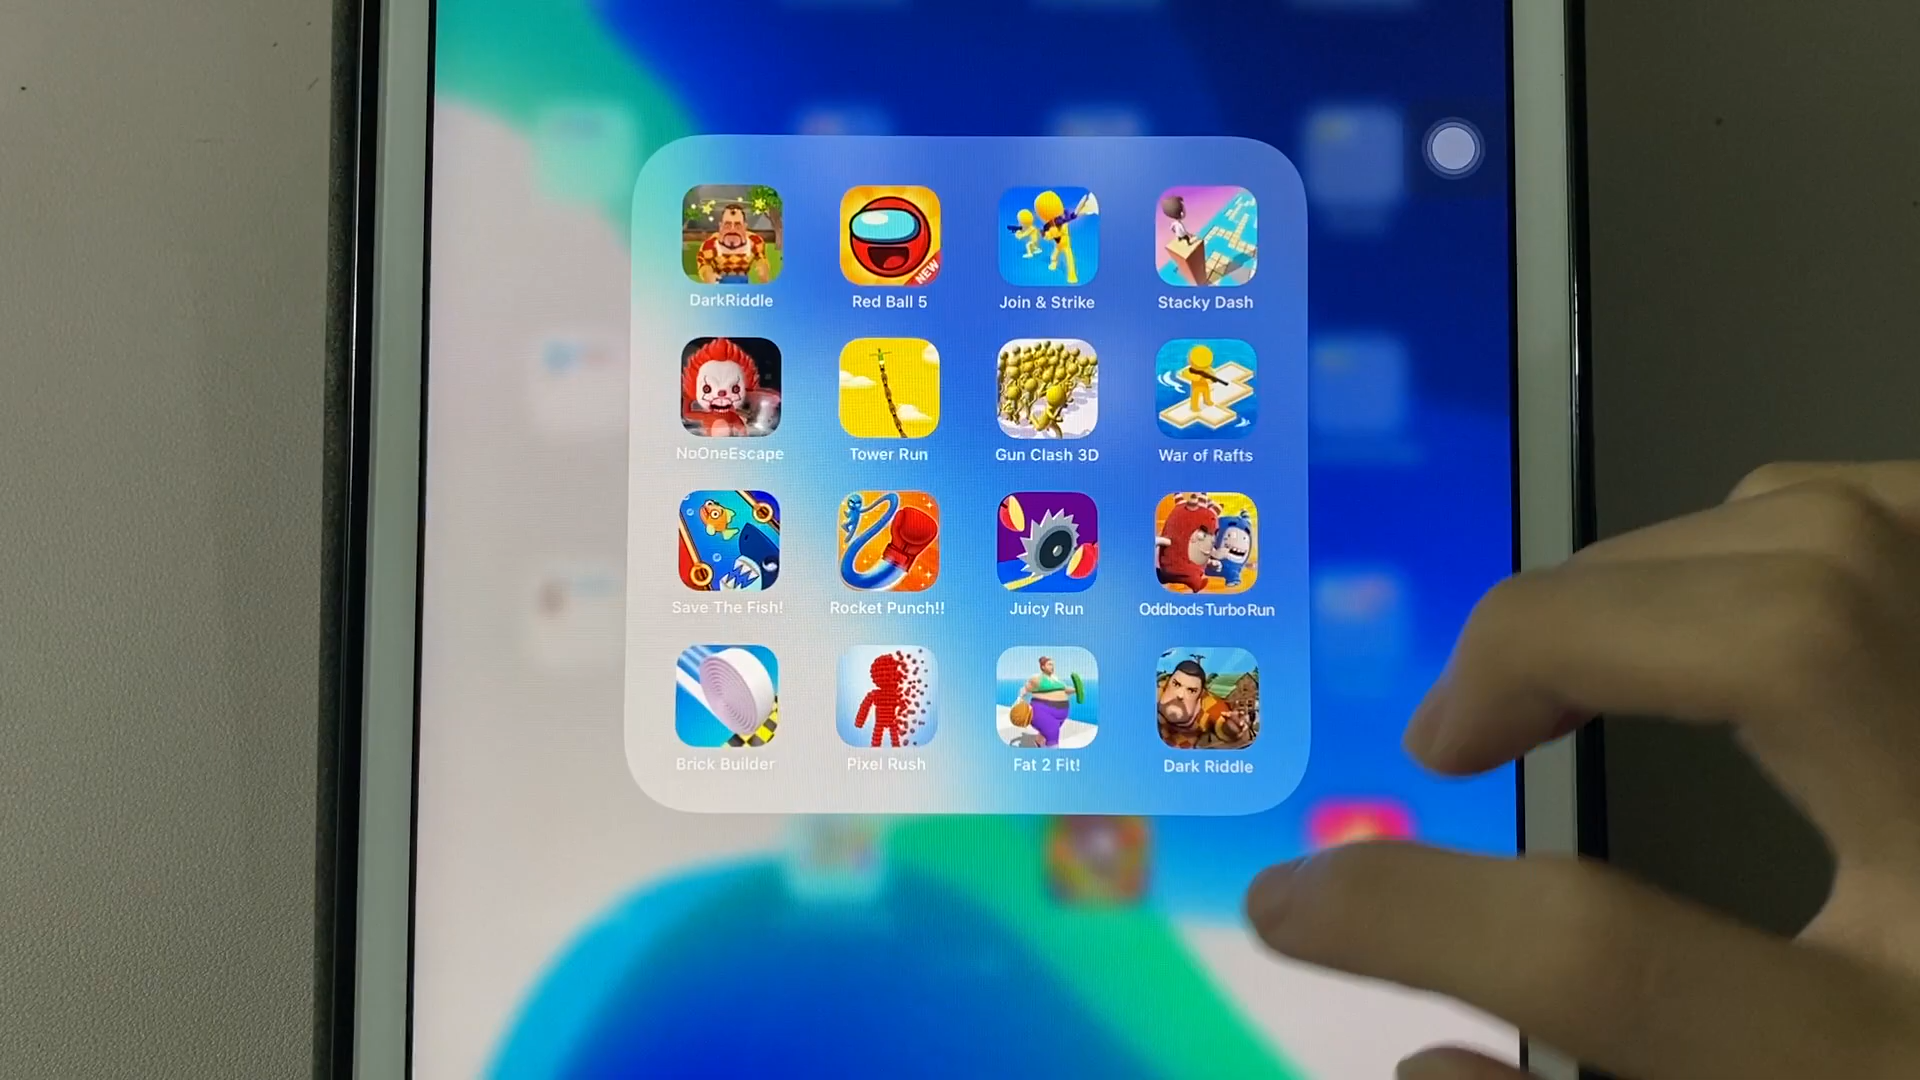 DarkRiddle
NEW
Red Ball 5
Join & Strike
Stacky Dash
NoOneEscape
Tower Run
Gun Clash 3D
War of Rafts
Save The Fish!
Rocket Punch!!
Juicy Run
Oddbods Turbo Run
Brick Builder
Pixel Rush
Fat 2 Fit!
Dark Riddle